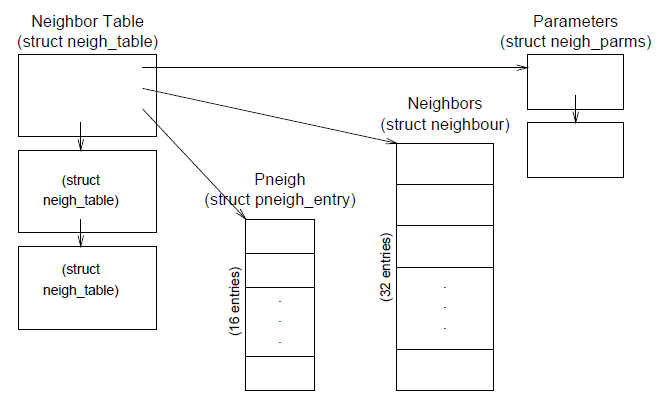 Neighbor Table
(struct neigh_table)
Parameters
(struct neigh_parms)
Neighbors
(struct neighbour)
(struct
neigh_table)
Pneigh
(struct pneigh_entry)
(struct
neigh_table)
(16 entries)
(32 entries)